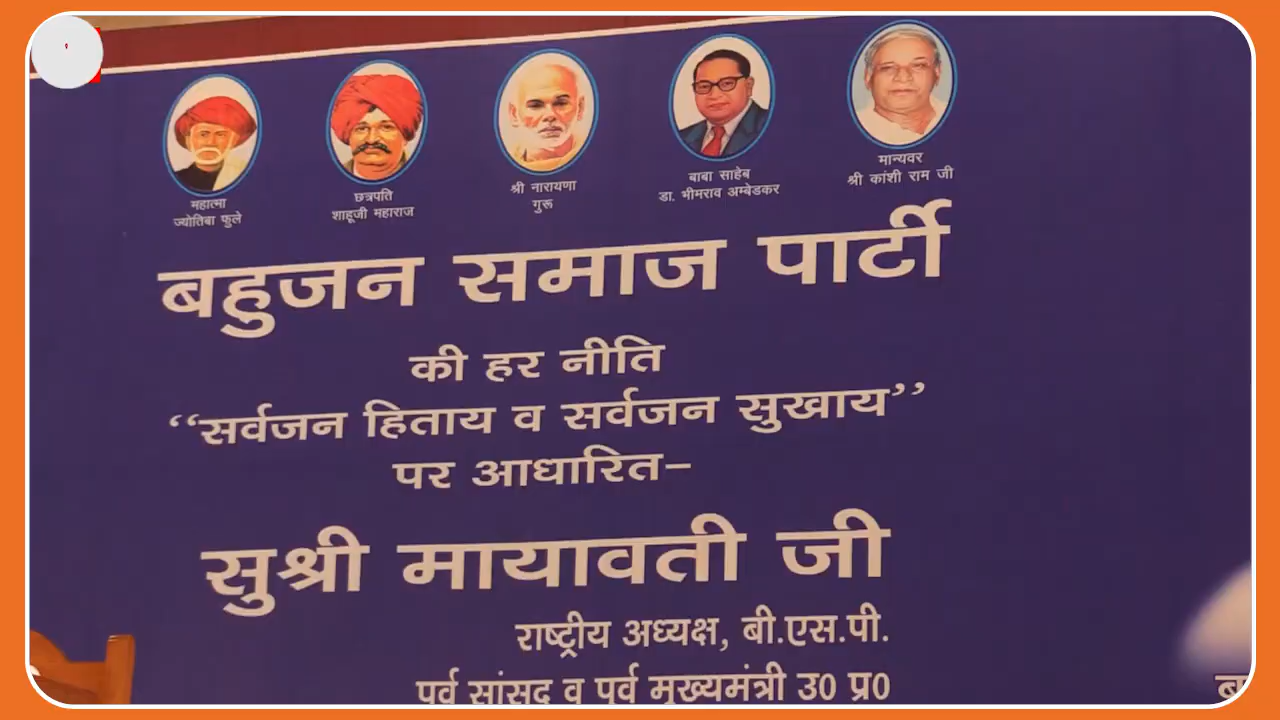 महात्मा
ज्योतिबा फुले
छत्रपति
शाहूजी महाराज
श्री नारायणा
गुरू
बाबा साहेब
डा. भीमराव अम्बेडकर
मान्यवर
श्री कांशी राम जी
बहुजन समाज पार्टी
की हर नीति
‘‘सर्वजन हिताय व सर्वजन सुखाय’’
पर आधारित–
सुश्री मायावती जी
राष्ट्रीय अध्यक्ष, बी.एस.पी.
पूर्व सांसद व पूर्व मुख्यमंत्री उ0 प्र0